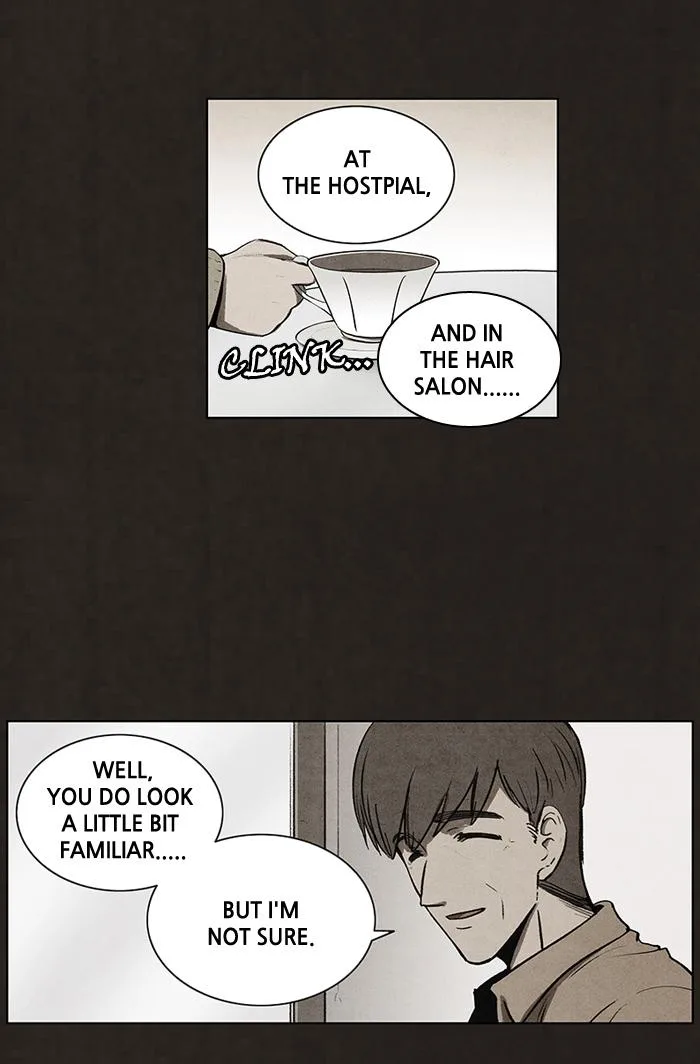 AT
THE HOSTPIAL,
CLINK...
AND IN
THE HAIR
SALON......
WELL,
YOU DO LOOK
A LITTLE BIT
FAMILIAR.....
BUT I'M
NOT SURE.